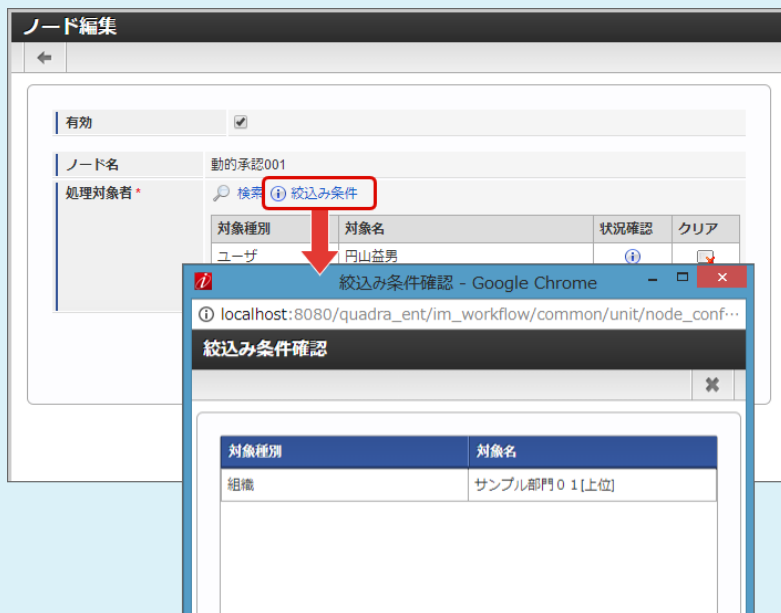 ノード編集
有効
ノード名 動的承認001
処理対象者* 検索 絞込み条件
対象種別 対象名 状況確認 クリア
ユーザ 円山益男
絞込み条件確認 - Google Chrome
localhost:8080/quadra_ent/im_workflow/common/unit/node_conf…
絞込み条件確認
対象種別 対象名
組織 サンプル部門01[上位]